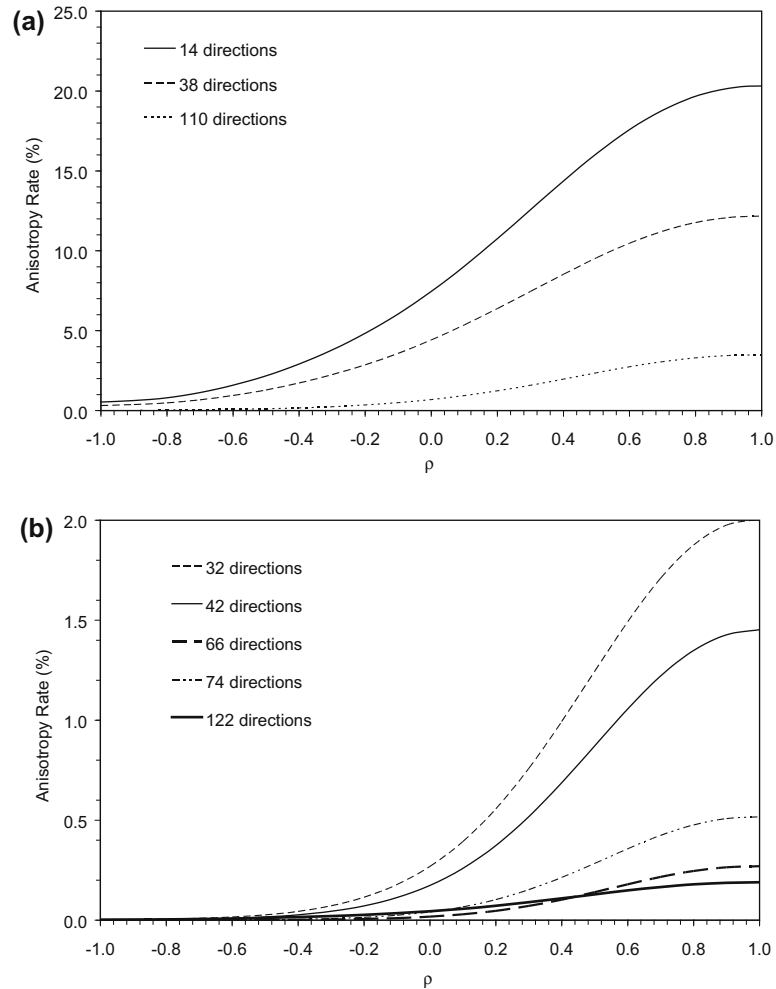 (a)
25.0
20.0
15.0
10.0
5.0
0.0
Anisotropy Rate (%)
14 directions
38 directions
110 directions
-1.0 -0.8 -0.6 -0.4 -0.2 0.0 0.2 0.4 0.6 0.8 1.0
ρ
(b)
2.0
1.5
1.0
0.5
0.0
Anisotropy Rate (%)
32 directions
42 directions
66 directions
74 directions
122 directions
-1.0 -0.8 -0.6 -0.4 -0.2 0.0 0.2 0.4 0.6 0.8 1.0
ρ